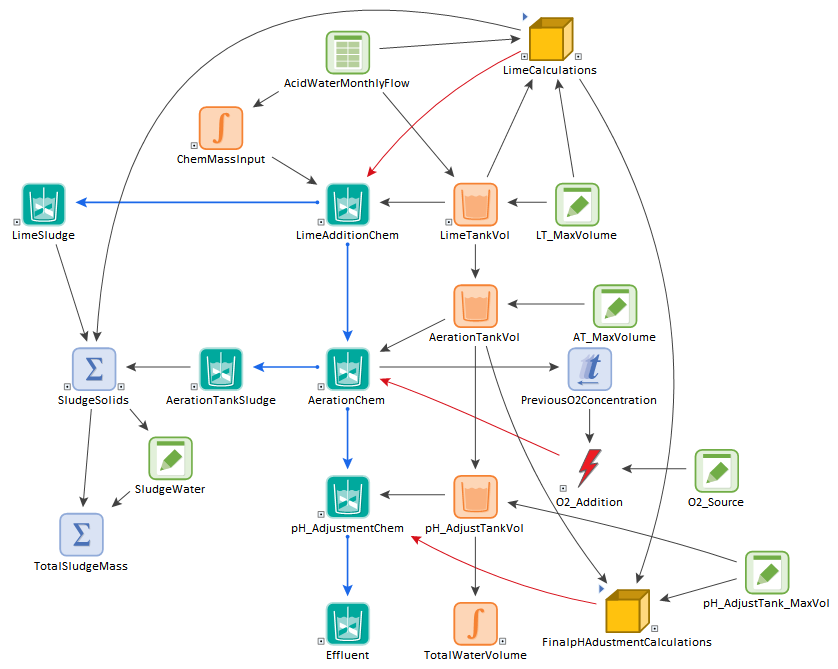 LimeCalculations
AcidWaterMonthlyFlow
ChemMassInput
LimeSludge
LimeAdditionChem
LimeTankVol
LT_MaxVolume
AerationTankVol
AT_MaxVolume
SludgeSolids
AerationTankSludge
AerationChem
PreviousO2Concentration
SludgeWater
O2_Addition
O2_Source
pH_AdjustmentChem
pH_AdjustTankVol
TotalSludgeMass
pH_AdjustTank_MaxVol
Effluent
TotalWaterVolume
FinalpHAdustmentCalculations